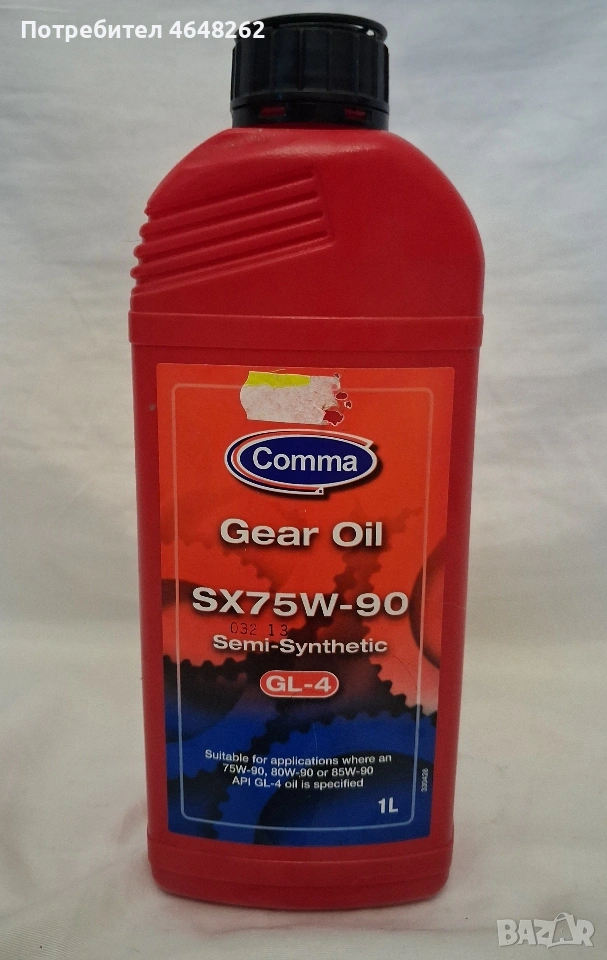 Потребител 4648262
Comma
Gear Oil
SX75W-90
032 13
Semi-Synthetic
GL-4
Suitable for applications where an
75W-90, 80W-90 or 85W-90
API GL-4 oil is specified
1L
BAZAR